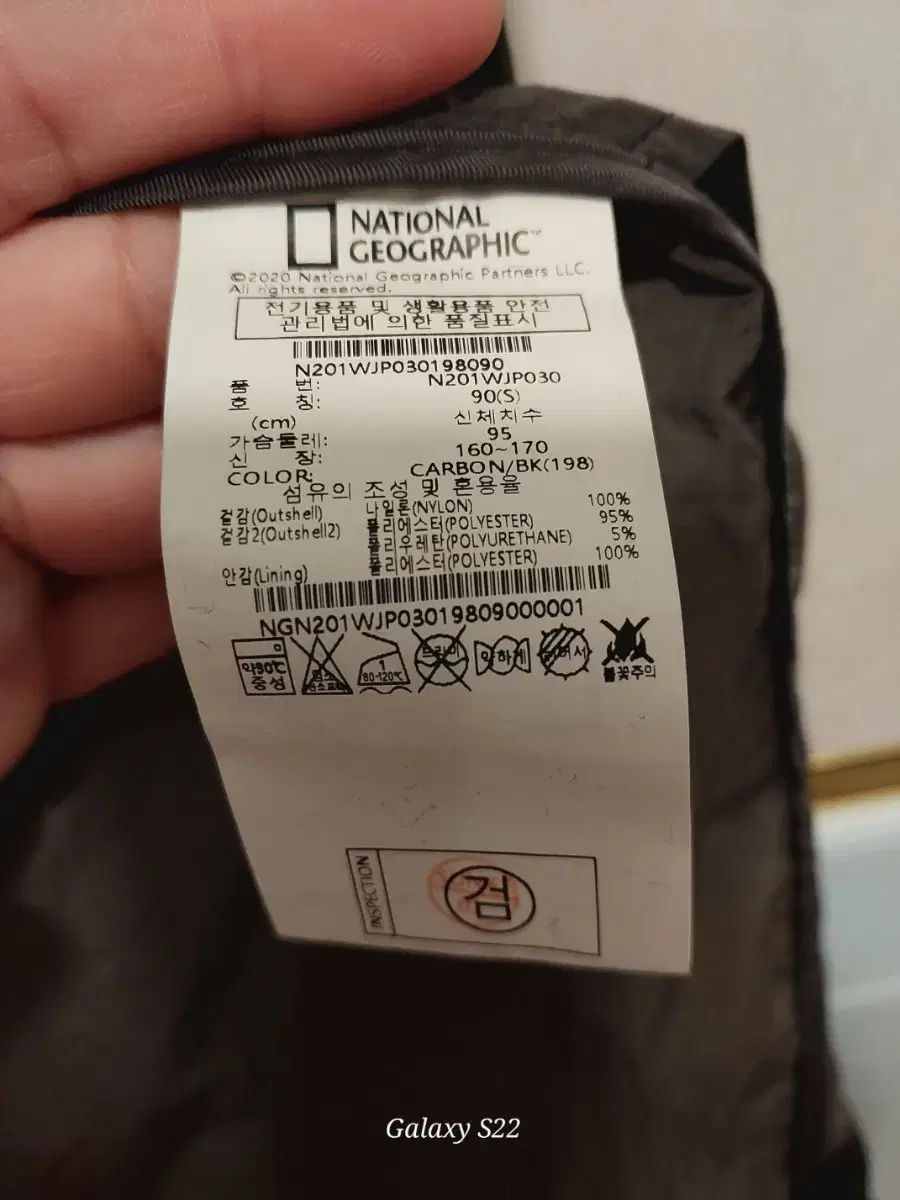 NATIONAL
GEOGRAPHIC™
©2020 National Geographic Partners LLC.
All rights reserved.
전기용품 및 생활용품 안전
관리법에 의한 품질표시
N201WJP030198090
품 번: N201WJP030
호 칭: 90(S)
(cm) 신체치수
가슴둘레: 95
신 장: 160~170
COLOR: CARBON/BK(198)
섬유의 조성 및 혼용율
겉감(Outshell) 나일론(NYLON) 100%
겉감2(Outshell2) 폴리에스터(POLYESTER) 95%
폴리우레탄(POLYURETHANE) 5%
안감(Lining) 폴리에스터(POLYESTER) 100%
NGN201WJP03019809000001
약30℃
중성
1
80-120℃
드라이
약하게
불꽃주의
INSPECTION
검
Galaxy S22